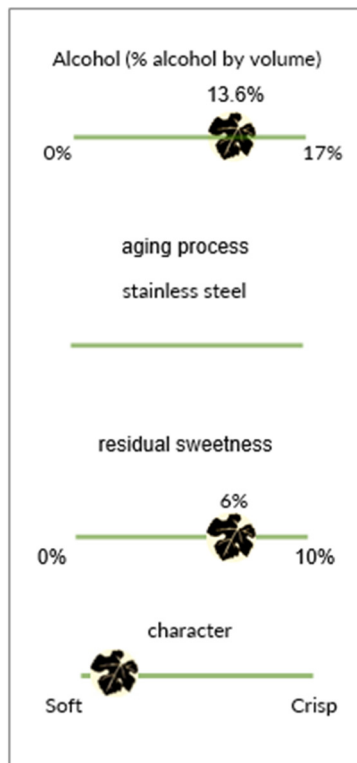 Alcohol (% alcohol by volume)
13.6%
0% 17%
aging process
stainless steel
residual sweetness
6%
0% 10%
character
Soft Crisp